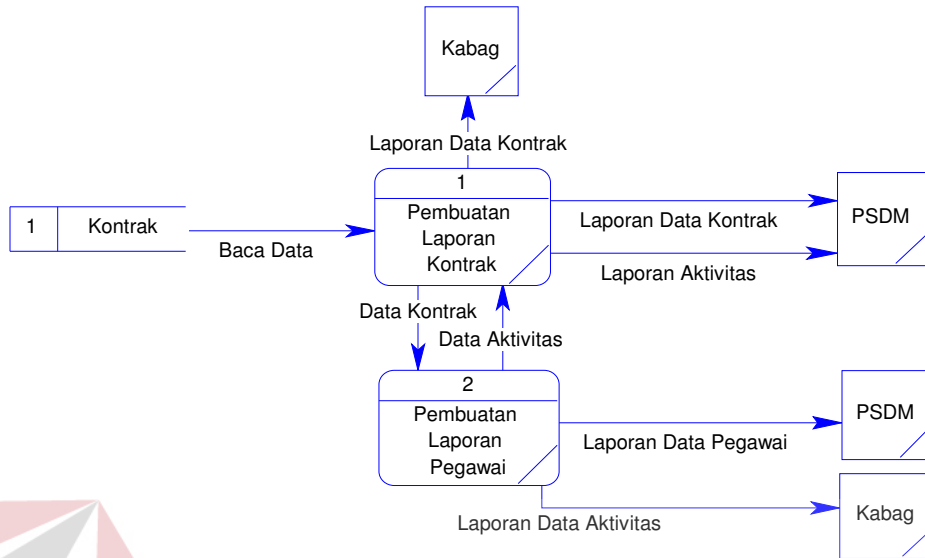 Kabag
Laporan Data Kontrak
1
Pembuatan
Laporan
Kontrak
1
Kontrak
Baca Data
Laporan Data Kontrak
PSDM
Laporan Aktivitas
Data Kontrak
Data Aktivitas
2
Pembuatan
Laporan
Pegawai
Laporan Data Pegawai
PSDM
Laporan Data Aktivitas
Kabag